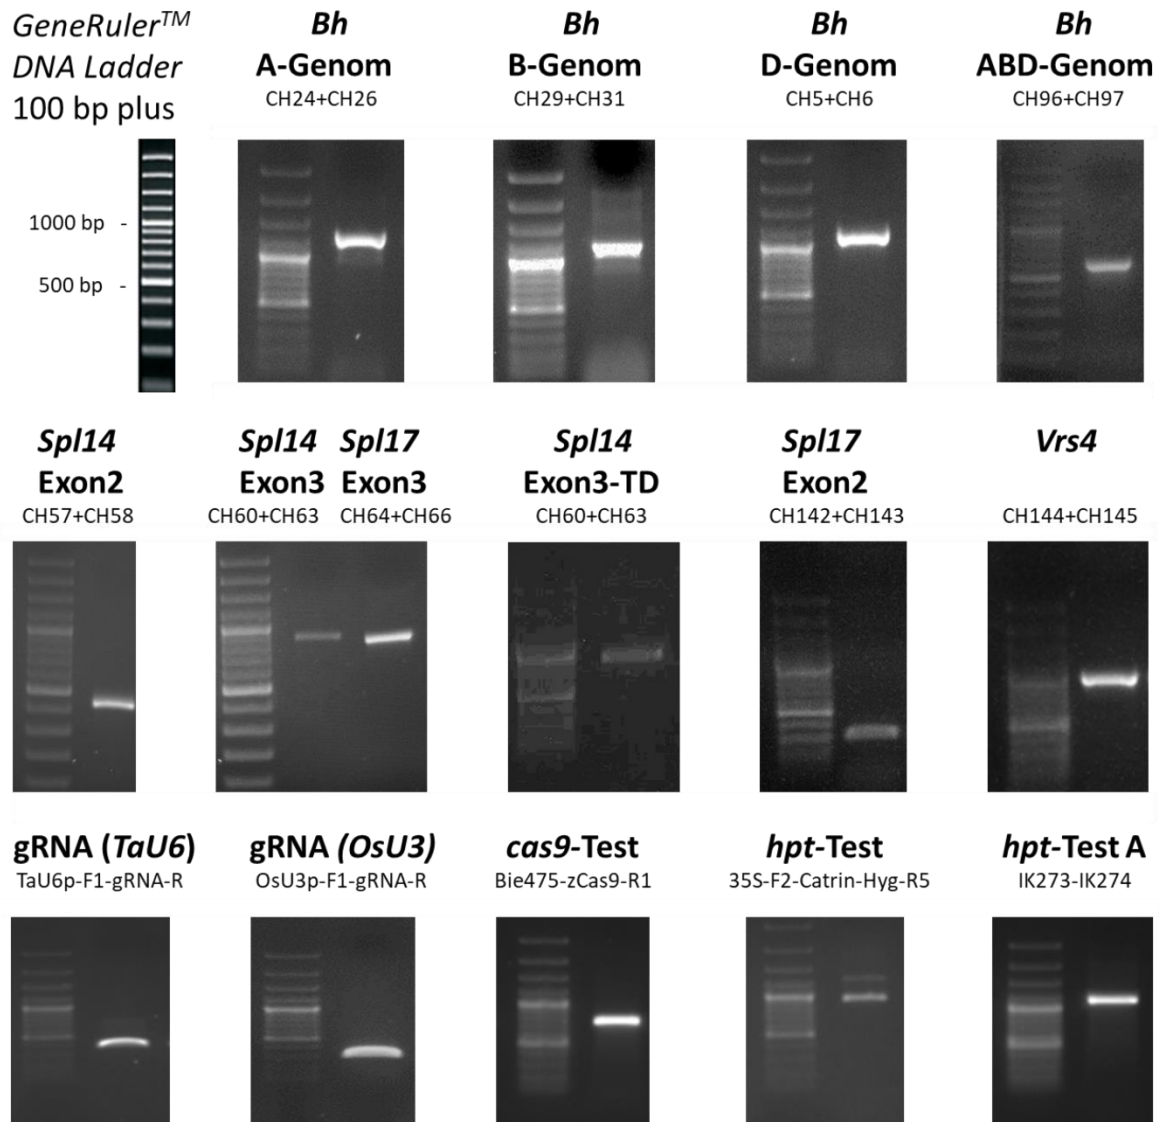 GeneRuler™
DNA Ladder
100 bp plus
1000 bp -
500 bp -
Bh
A-Genom
CH24+CH26
Bh
B-Genom
CH29+CH31
Bh
D-Genom
CH5+CH6
Bh
ABD-Genom
CH96+CH97
Spl14
Exon2
CH57+CH58
Spl14 Spl17
Exon3 Exon3
CH60+CH63 CH64+CH66
Spl14
Exon3-TD
CH60+CH63
Spl17
Exon2
CH142+CH143
Vrs4
CH144+CH145
gRNA (TaU6)
TaU6p-F1-gRNA-R
gRNA (OsU3)
OsU3p-F1-gRNA-R
cas9-Test
Bie475-zCas9-R1
hpt-Test
35S-F2-Catrin-Hyg-R5
hpt-Test A
IK273-IK274